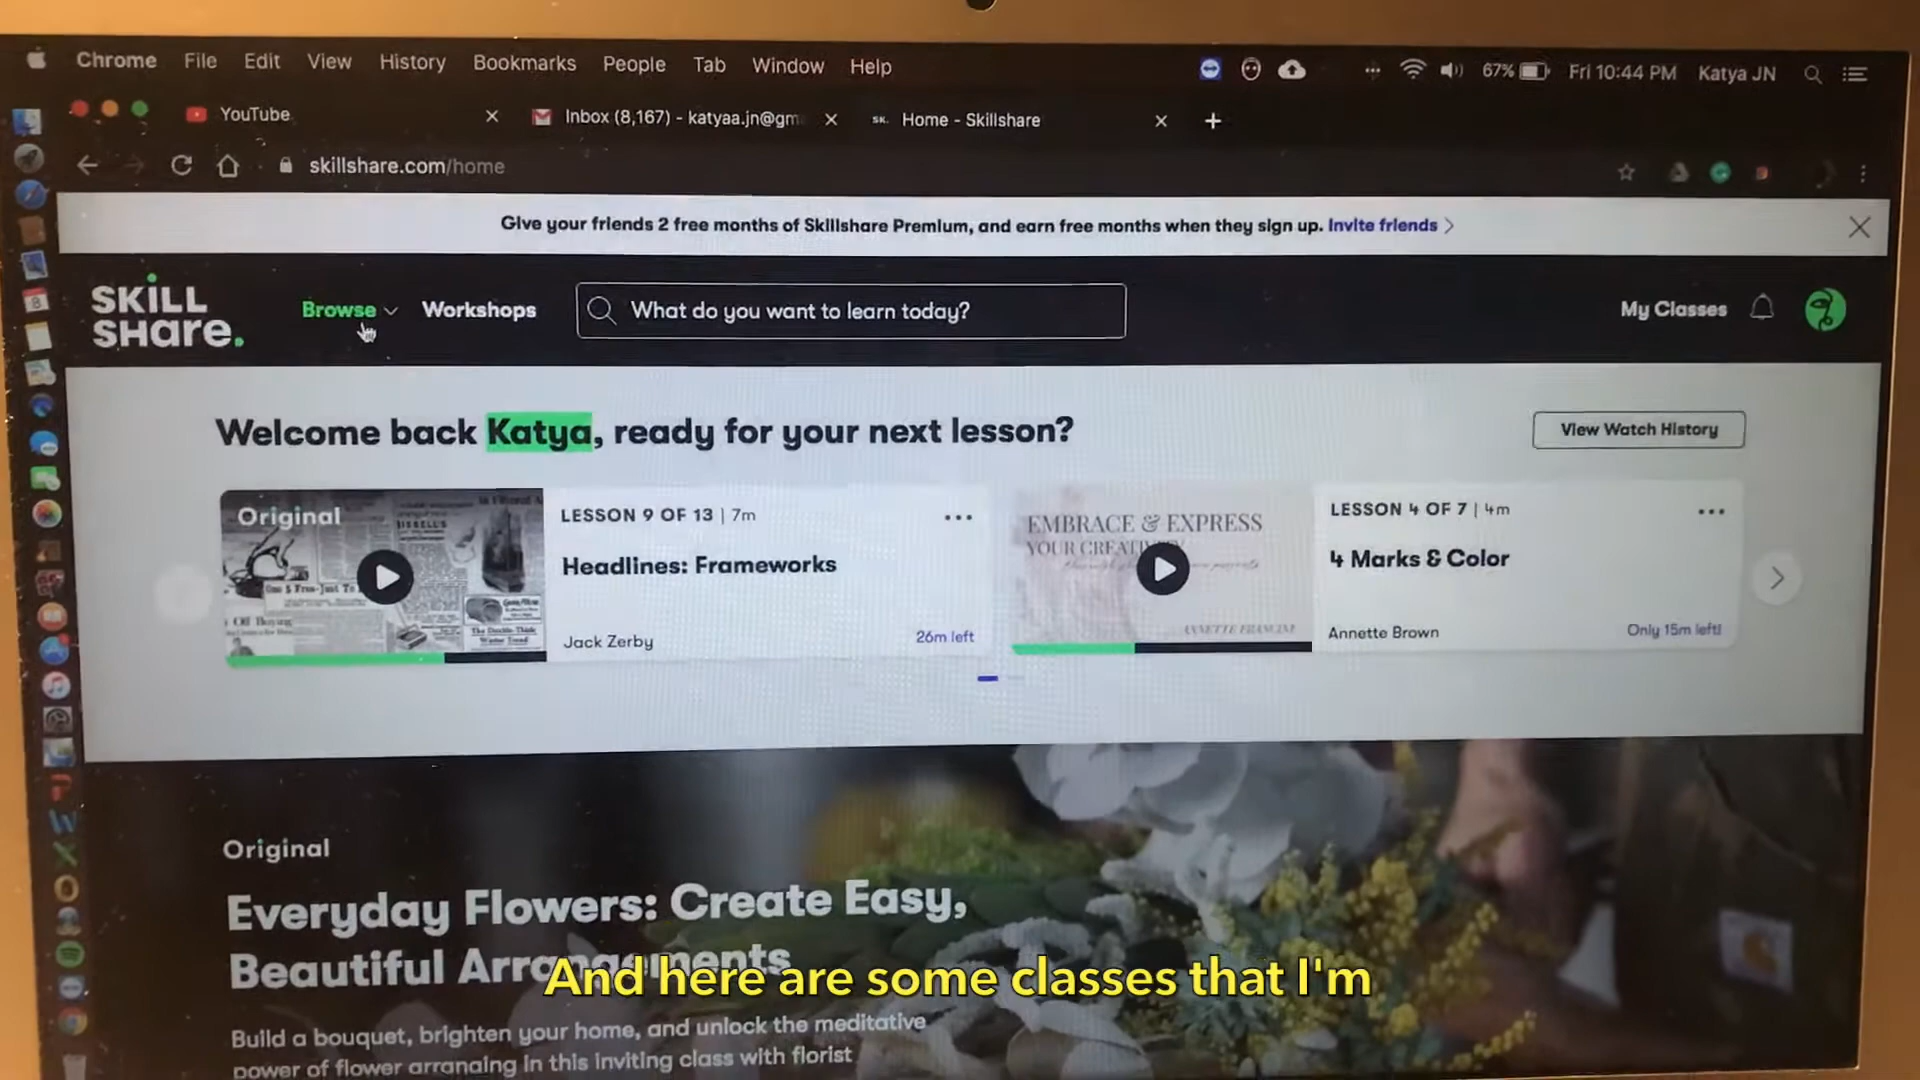 Chrome File Edit View History Bookmarks People Tab Window Help 67% Fri 10:44 PM Katya JN
YouTube Inbox (8,167) - katyaa.jn@gm SK. Home - Skillshare
skillshare.com/home
Give your friends 2 free months of Skillshare Premium, and earn free months when they sign up. Invite friends
SKiLL
SHare.
Browse Workshops What do you want to learn today? My Classes
Welcome back Katya, ready for your next lesson? View Watch History
Original
LESSON 9 OF 13 | 7m
Headlines: Frameworks
Jack Zerby 26m left
EMBRACE & EXPRESS
YOUR
ANNETTE FRANCINE
LESSON 4 OF 7 | 4m
4 Marks & Color
Annette Brown Only 15m left!
Original
Everyday Flowers: Create Easy,
Beautiful Arrangements
And here are some classes that I'm
Build a bouquet, brighten your home, and unlock the meditative
power of flower arranging in this inviting class with florist